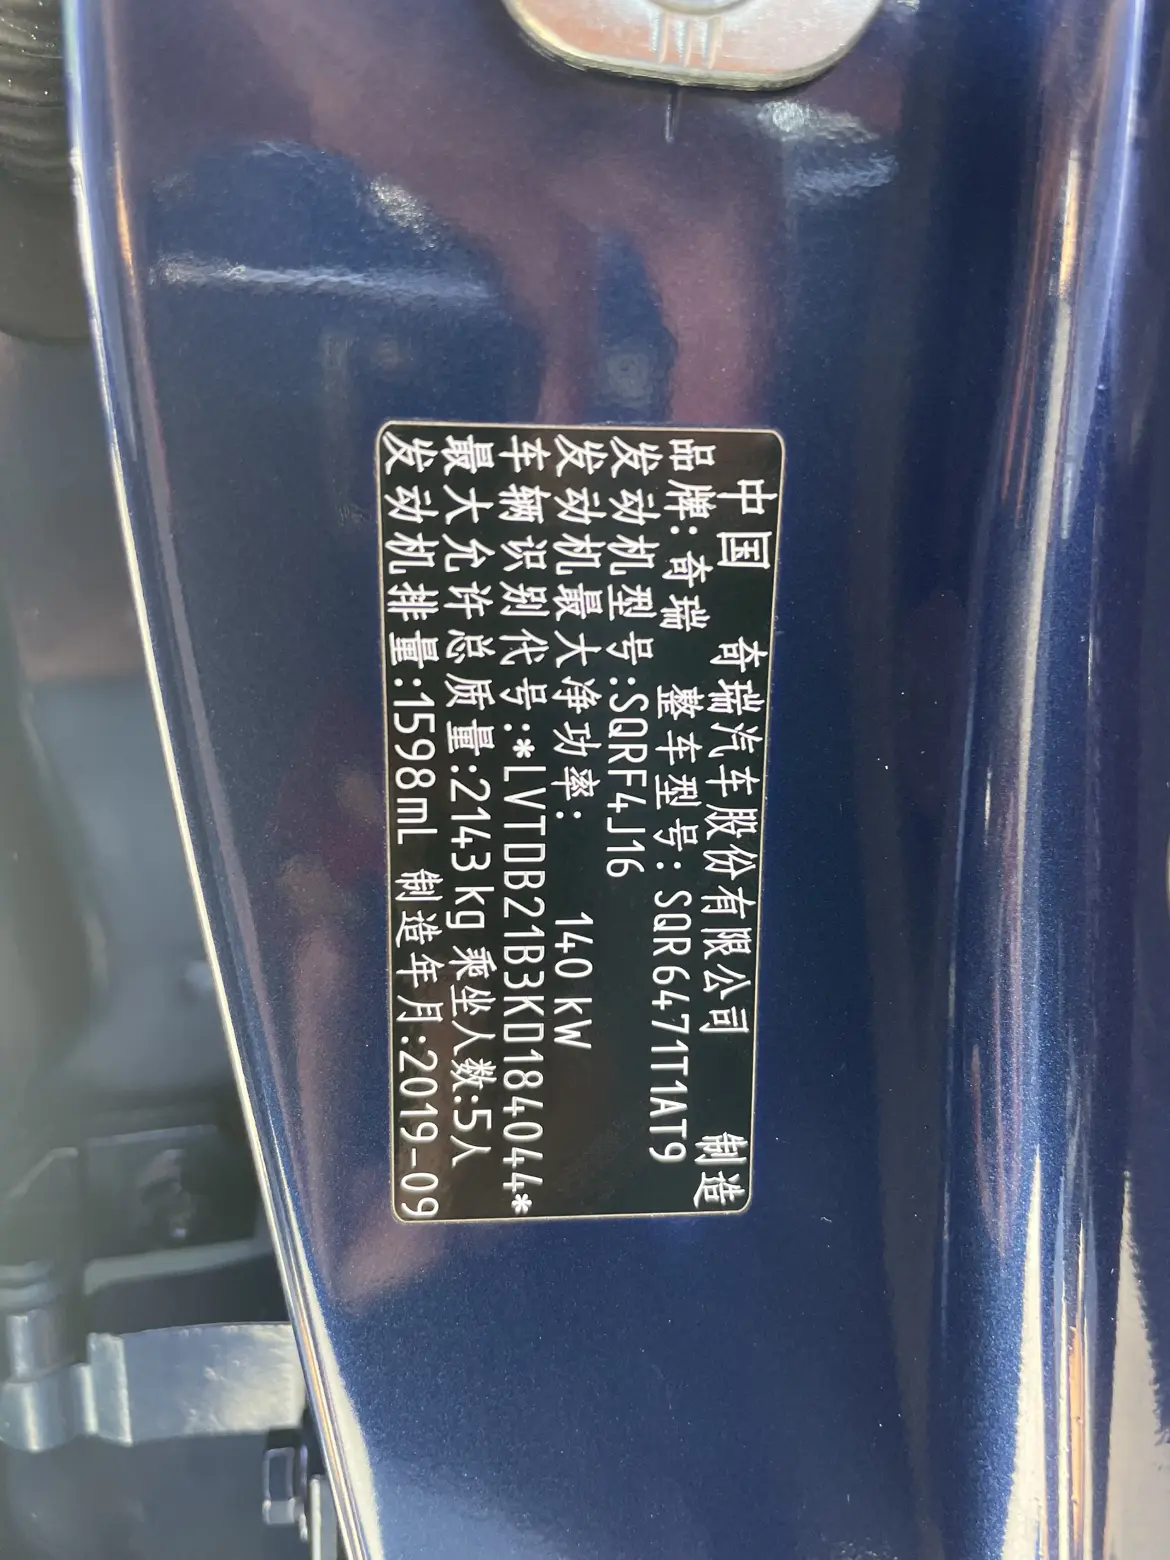 中国 奇瑞汽车股份有限公司 制造
品牌:奇瑞 整车型号:SQR6471T1AT9
发动机型号:SQRF4J16
发动机最大净功率: 140 kW
车辆识别代号:*LVTDB21B3KD184044*
最大允许总质量:2143kg 乘坐人数:5人
发动机排量:1598mL 制造年月:2019-09